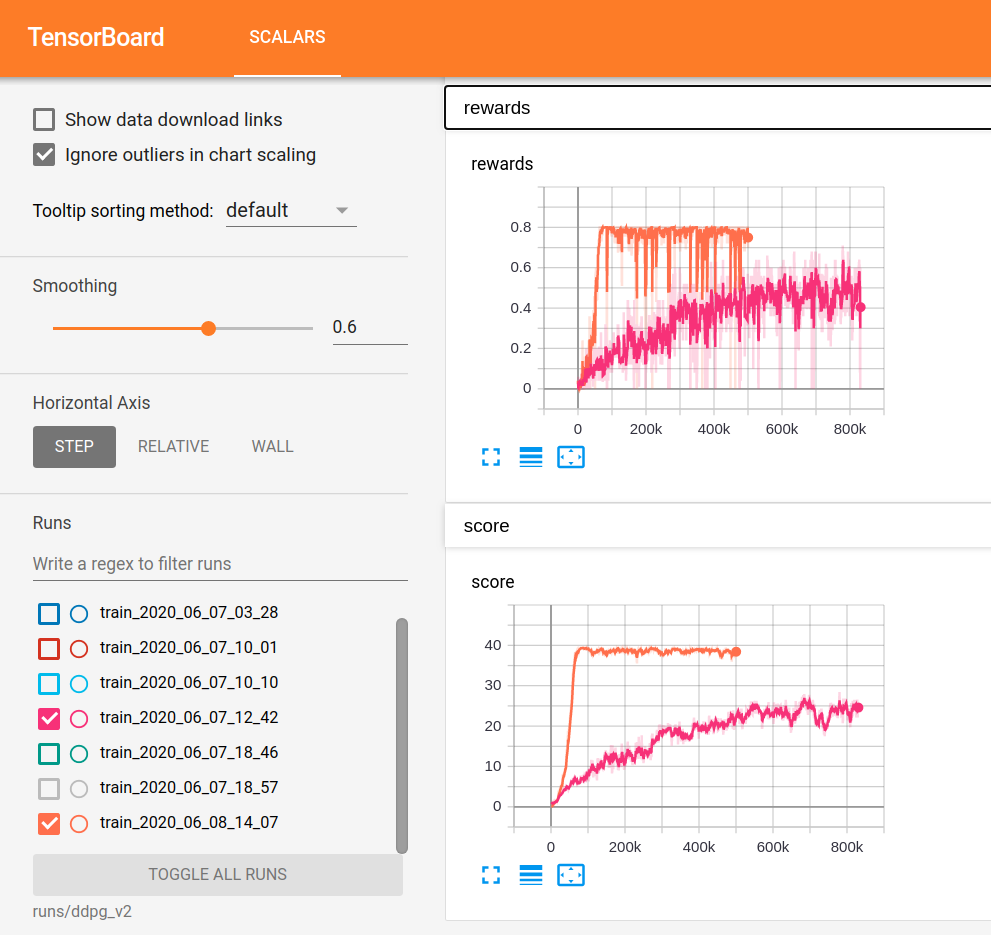 TensorBoard
SCALARS
Show data download links
Ignore outliers in chart scaling
Tooltip sorting method: default
Smoothing
0.6
Horizontal Axis
STEP RELATIVE WALL
Runs
Write a regex to filter runs
train_2020_06_07_03_28
train_2020_06_07_10_01
train_2020_06_07_10_10
train_2020_06_07_12_42
train_2020_06_07_18_46
train_2020_06_07_18_57
train_2020_06_08_14_07
TOGGLE ALL RUNS
runs/ddpg_v2
rewards
rewards
0.8
0.6
0.4
0.2
0
0 200k 400k 600k 800k
score
score
40
30
20
10
0
0 200k 400k 600k 800k